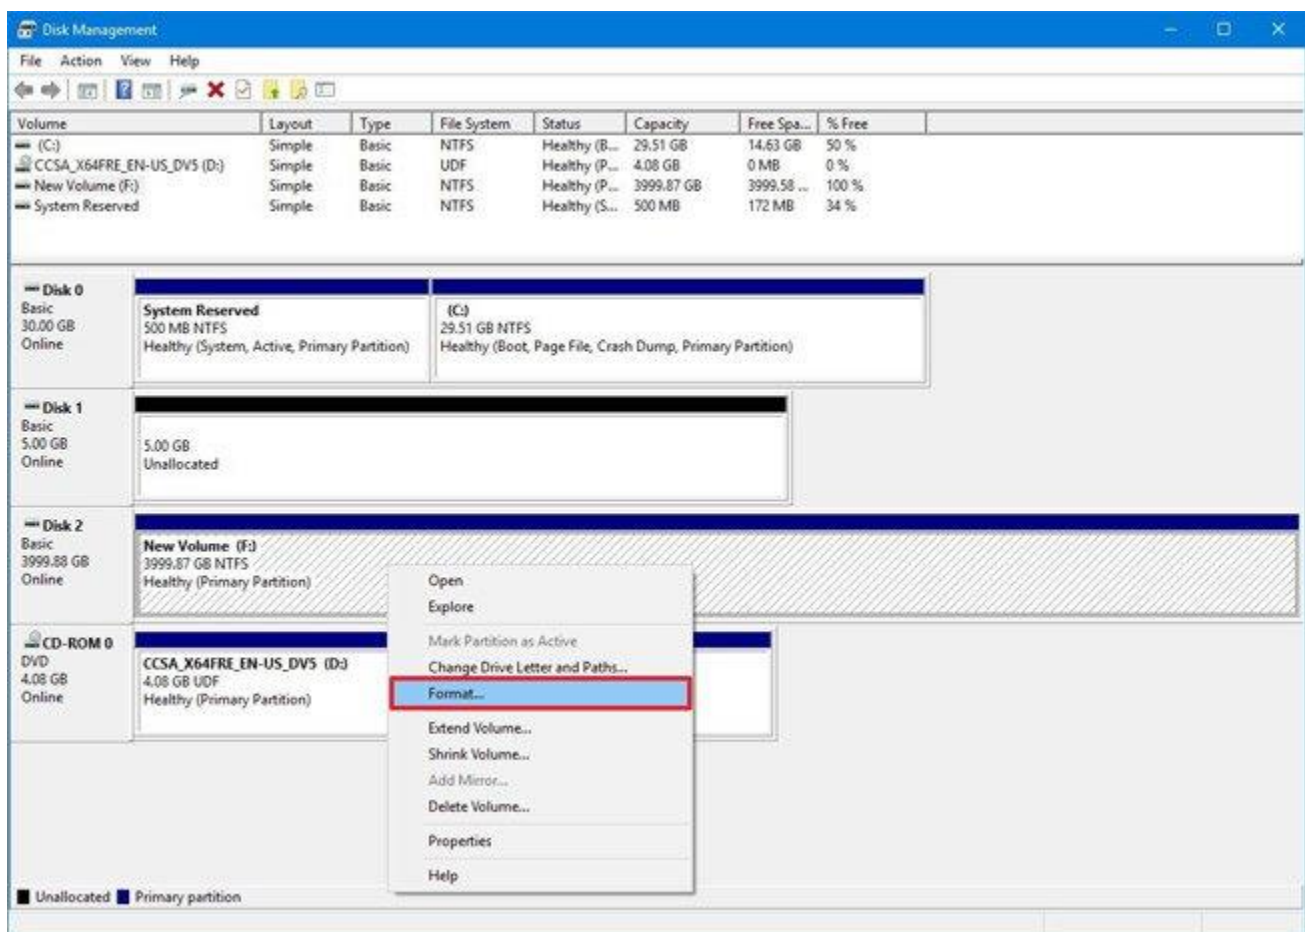 Disk Management
File Action View Help
Volume Layout Type File System Status Capacity Free Spa... % Free
(C:) Simple Basic NTFS Healthy (B... 29.51 GB 14.63 GB 50 %
CCSA_X64FRE_EN-US_DV5 (D:) Simple Basic UDF Healthy (P... 4.08 GB 0 MB 0 %
New Volume (F:) Simple Basic NTFS Healthy (P... 3999.87 GB 3999.58 ... 100 %
System Reserved Simple Basic NTFS Healthy (S... 500 MB 172 MB 34 %
Disk 0
Basic
30.00 GB
Online
System Reserved
500 MB NTFS
Healthy (System, Active, Primary Partition)
(C:)
29.51 GB NTFS
Healthy (Boot, Page File, Crash Dump, Primary Partition)
Disk 1
Basic
5.00 GB
Online
5.00 GB
Unallocated
Disk 2
Basic
3999.88 GB
Online
New Volume (F:)
3999.87 GB NTFS
Healthy (Primary Partition)
CD-ROM 0
DVD
4.08 GB
Online
CCSA_X64FRE_EN-US_DV5 (D:)
4.08 GB UDF
Healthy (Primary Partition)
Open
Explore
Mark Partition as Active
Change Drive Letter and Paths...
Format...
Extend Volume...
Shrink Volume...
Add Mirror...
Delete Volume...
Properties
Help
Unallocated Primary partition